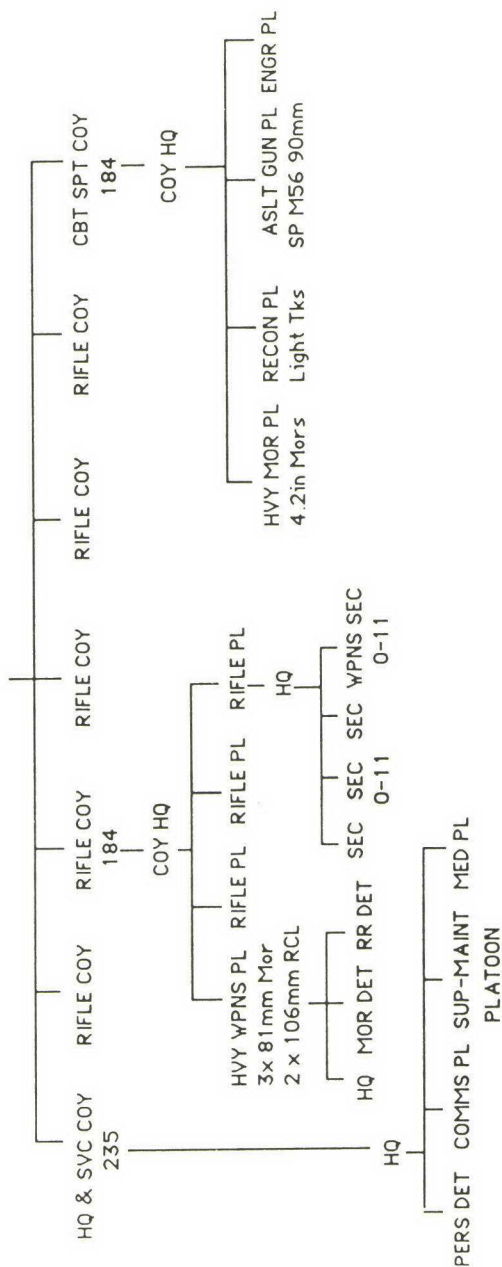 HQ & SVC COY
235
RIFLE COY
RIFLE COY
184
RIFLE COY
RIFLE COY
RIFLE COY
CBT SPT COY
184
COY HQ
HVY WPNS PL
3x 81mm Mor
2 x 106mm RCL
RIFLE PL
RIFLE PL
RIFLE PL
HQ
MOR DET
RR DET
HQ
SEC
SEC
SEC
WPNS SEC
0-11
0-11
COY HQ
HVY MOR PL
4.2in Mors
RECON PL
Light Tks
ASLT GUN PL
SP M56 90mm
ENGR PL
HQ
PERS DET
COMMS PL
SUP-MAINT
PLATOON
MED PL